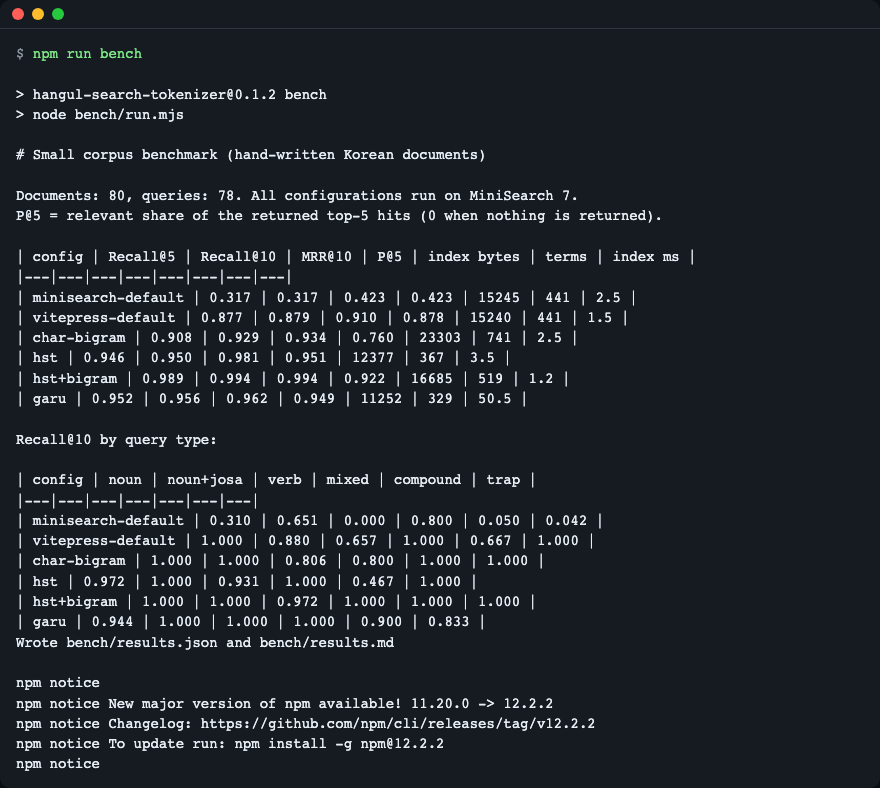 $ npm run bench
> hangul-search-tokenizer@0.1.2 bench
> node bench/run.mjs
# Small corpus benchmark (hand-written Korean documents)
Documents: 80, queries: 78. All configurations run on MiniSearch 7.
P@5 = relevant share of the returned top-5 hits (0 when nothing is returned).
| config | Recall@5 | Recall@10 | MRR@10 | P@5 | index bytes | terms | index ms |
|---|---|---|---|---|---|---|---|
| minisearch-default | 0.317 | 0.317 | 0.423 | 0.423 | 15245 | 441 | 2.5 |
| vitepress-default | 0.877 | 0.879 | 0.910 | 0.878 | 15240 | 441 | 1.5 |
| char-bigram | 0.908 | 0.929 | 0.934 | 0.760 | 23303 | 741 | 2.5 |
| hst | 0.946 | 0.950 | 0.981 | 0.951 | 12377 | 367 | 3.5 |
| hst+bigram | 0.989 | 0.994 | 0.994 | 0.922 | 16685 | 519 | 1.2 |
| garu | 0.952 | 0.956 | 0.962 | 0.949 | 11252 | 329 | 50.5 |
Recall@10 by query type:
| config | noun | noun+josa | verb | mixed | compound | trap |
|---|---|---|---|---|---|---|
| minisearch-default | 0.310 | 0.651 | 0.000 | 0.800 | 0.050 | 0.042 |
| vitepress-default | 1.000 | 0.880 | 0.657 | 1.000 | 0.667 | 1.000 |
| char-bigram | 1.000 | 1.000 | 0.806 | 0.800 | 1.000 | 1.000 |
| hst | 0.972 | 1.000 | 0.931 | 1.000 | 0.467 | 1.000 |
| hst+bigram | 1.000 | 1.000 | 0.972 | 1.000 | 1.000 | 1.000 |
| garu | 0.944 | 1.000 | 1.000 | 1.000 | 0.900 | 0.833 |
Wrote bench/results.json and bench/results.md
npm notice
npm notice New major version of npm available! 11.20.0 -> 12.2.2
npm notice Changelog: https://github.com/npm/cli/releases/tag/v12.2.2
npm notice To update run: npm install -g npm@12.2.2
npm notice